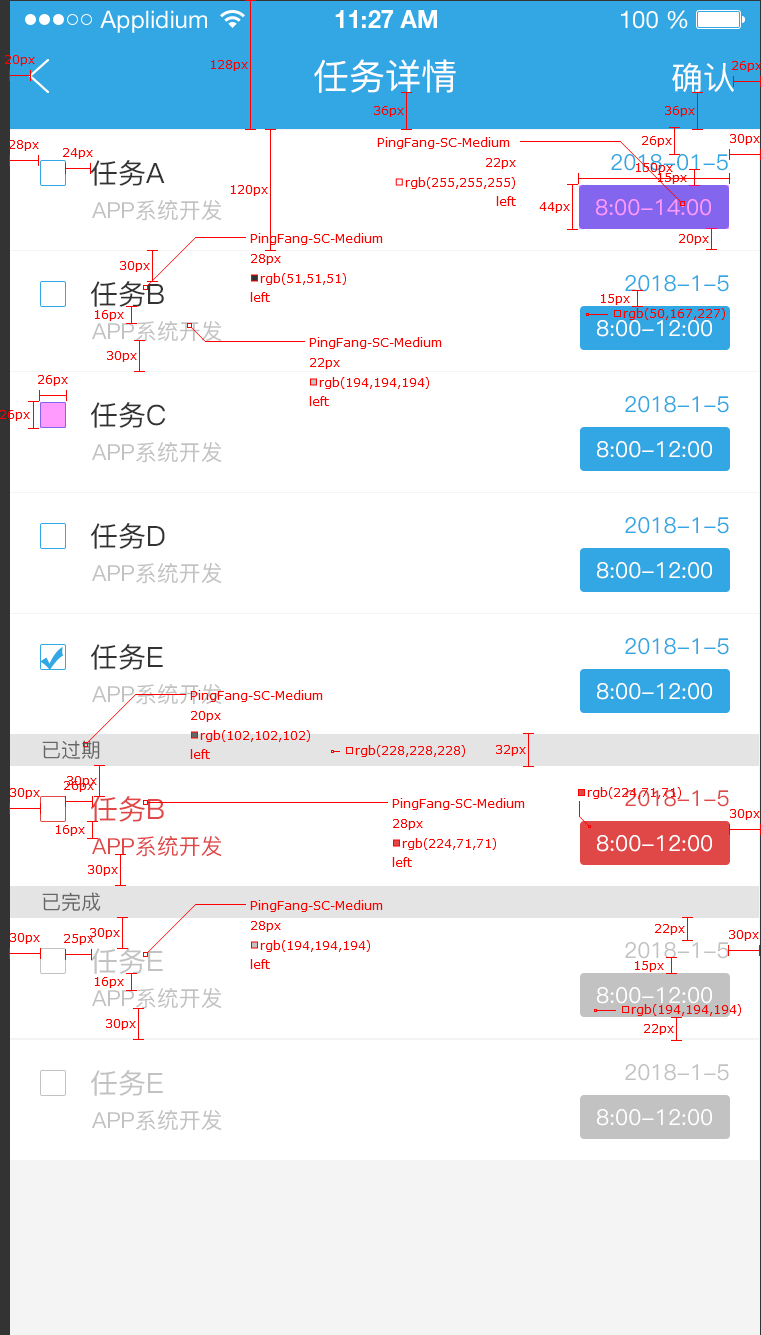 Applidium 11:27 AM 100 %
20px 128px 任务详情 确认 26px
36px 36px
28px 24px PingFang-SC-Medium 26px 30px
任务A 22px 2018-01-5
150px 15px
rgb(255,255,255)
APP系统开发 120px left 44px 8:00-14:00
20px
30px PingFang-SC-Medium
28px
任务B rgb(51,51,51) 2018-1-5
left 15px
16px rgb(50,167,227)
APP系统开发 8:00-12:00
30px PingFang-SC-Medium
22px
26px rgb(194,194,194)
left 2018-1-5
26px 任务C
APP系统开发 8:00-12:00
任务D 2018-1-5
APP系统开发 8:00-12:00
任务E 2018-1-5
APP系统开发 PingFang-SC-Medium 8:00-12:00
20px
rgb(102,102,102)
已过期 left rgb(228,228,228) 32px
30px
30px 26px rgb(224,71,71)
任务B PingFang-SC-Medium 2018-1-5
30px
16px 28px
APP系统开发 rgb(224,71,71) 8:00-12:00
30px left
已完成 PingFang-SC-Medium
28px
30px 25px 30px 22px 30px
任务E rgb(194,194,194) 2018-1-5
left 15px
16px
APP系统开发 8:00-12:00
rgb(194,194,194)
30px 22px
任务E 2018-1-5
APP系统开发 8:00-12:00